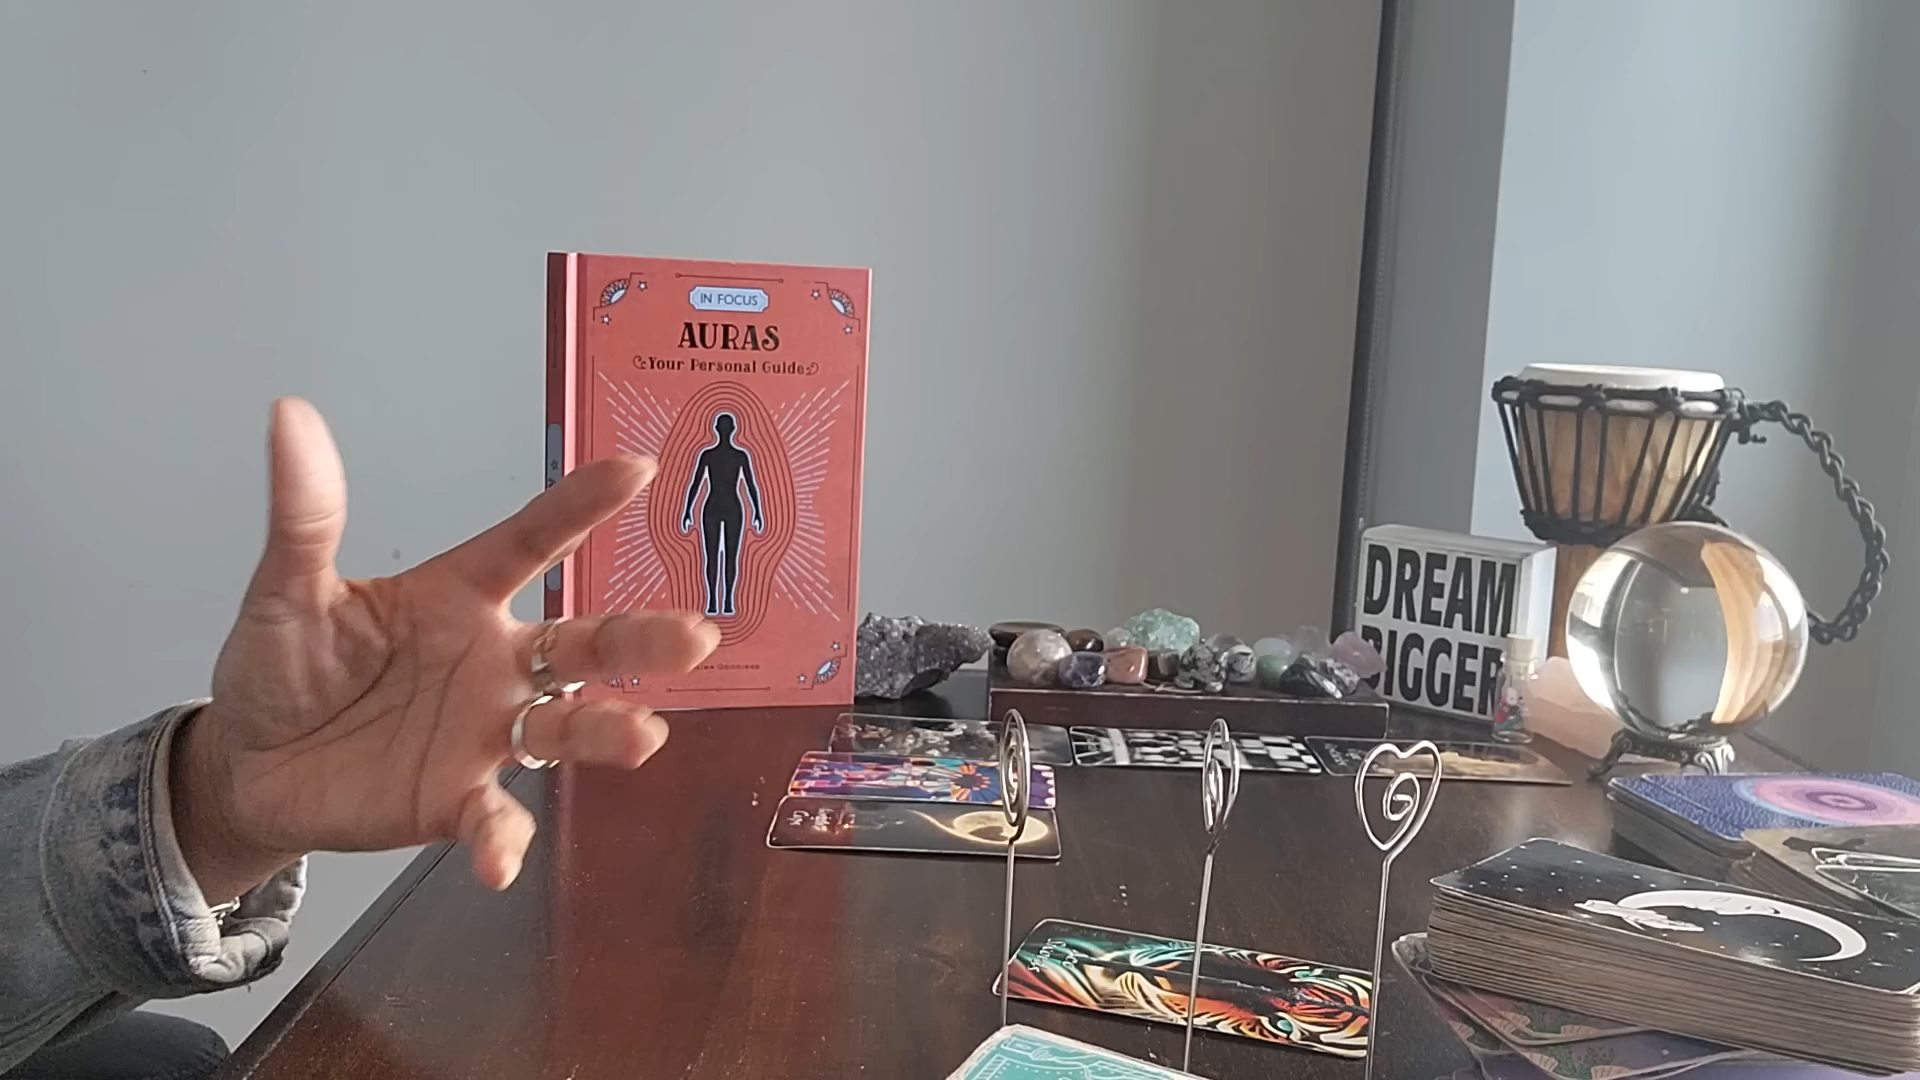 IN FOCUS
AURAS
Your Personal Guide
DREAM
BIGGER